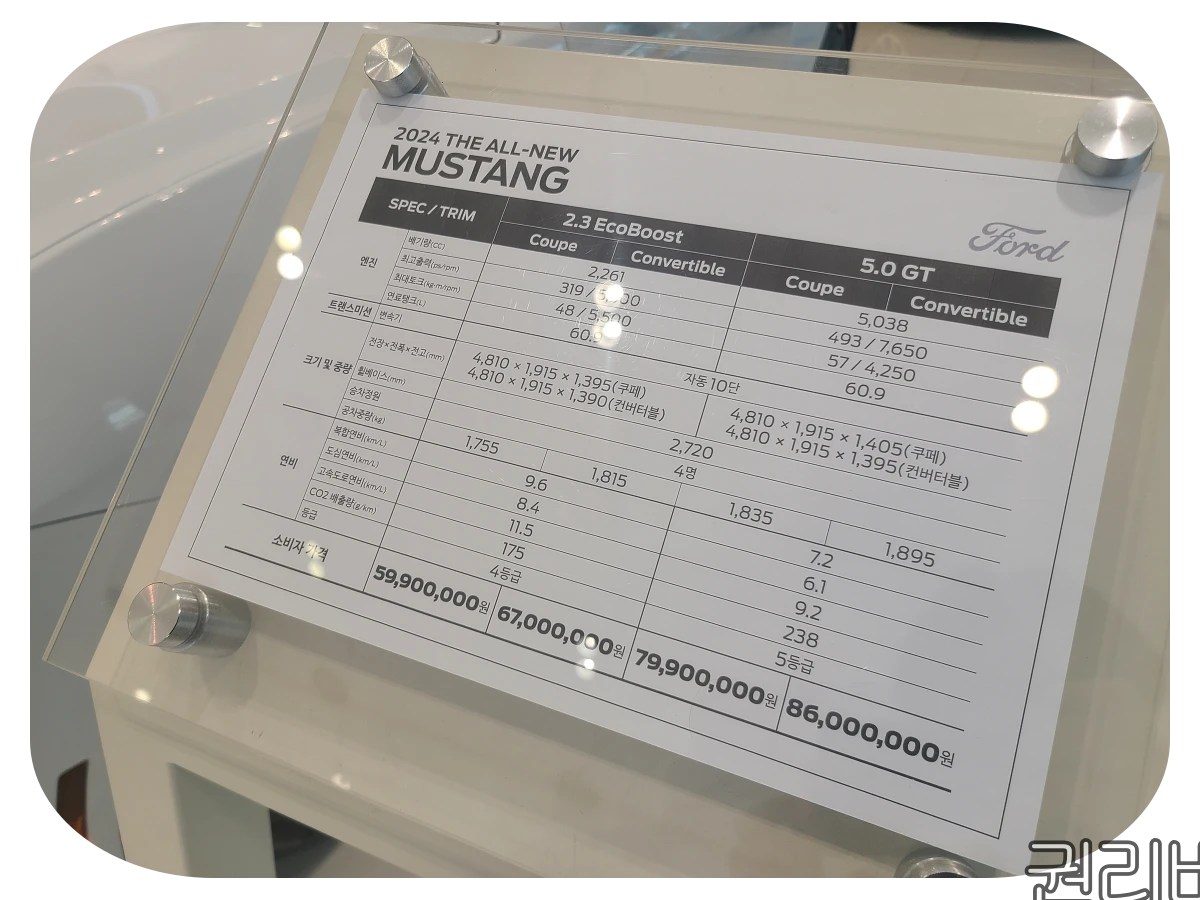 2024 THE ALL-NEW
MUSTANG
Ford
SPEC / TRIM 2.3 EcoBoost 5.0 GT
Coupe Convertible Coupe Convertible
엔진 배기량(CC) 2,261 5,038
최고출력(ps/rpm) 319 / 493 / 7,650
최대토크(kg·m/rpm) 48 / 5,500 57 / 4,250
연료탱크(L) 60.9 60.9
트랜스미션 변속기 자동 10단
크기 및 중량 전장×전폭×전고(mm) 4,810 × 1,915 × 1,395(쿠페) 4,810 × 1,915 × 1,405(쿠페)
4,810 × 1,915 × 1,390(컨버터블) 4,810 × 1,915 × 1,395(컨버터블)
휠베이스(mm) 2,720
승차정원 4명
공차중량(kg) 1,755 1,815 1,835 1,895
연비 복합연비(km/L) 9.6 7.2
도심연비(km/L) 8.4 6.1
고속도로연비(km/L) 11.5 9.2
CO2 배출량(g/km) 175 238
등급 4등급 5등급
소비자 가격 59,900,000원 67,000,000원 79,900,000원 86,000,000원